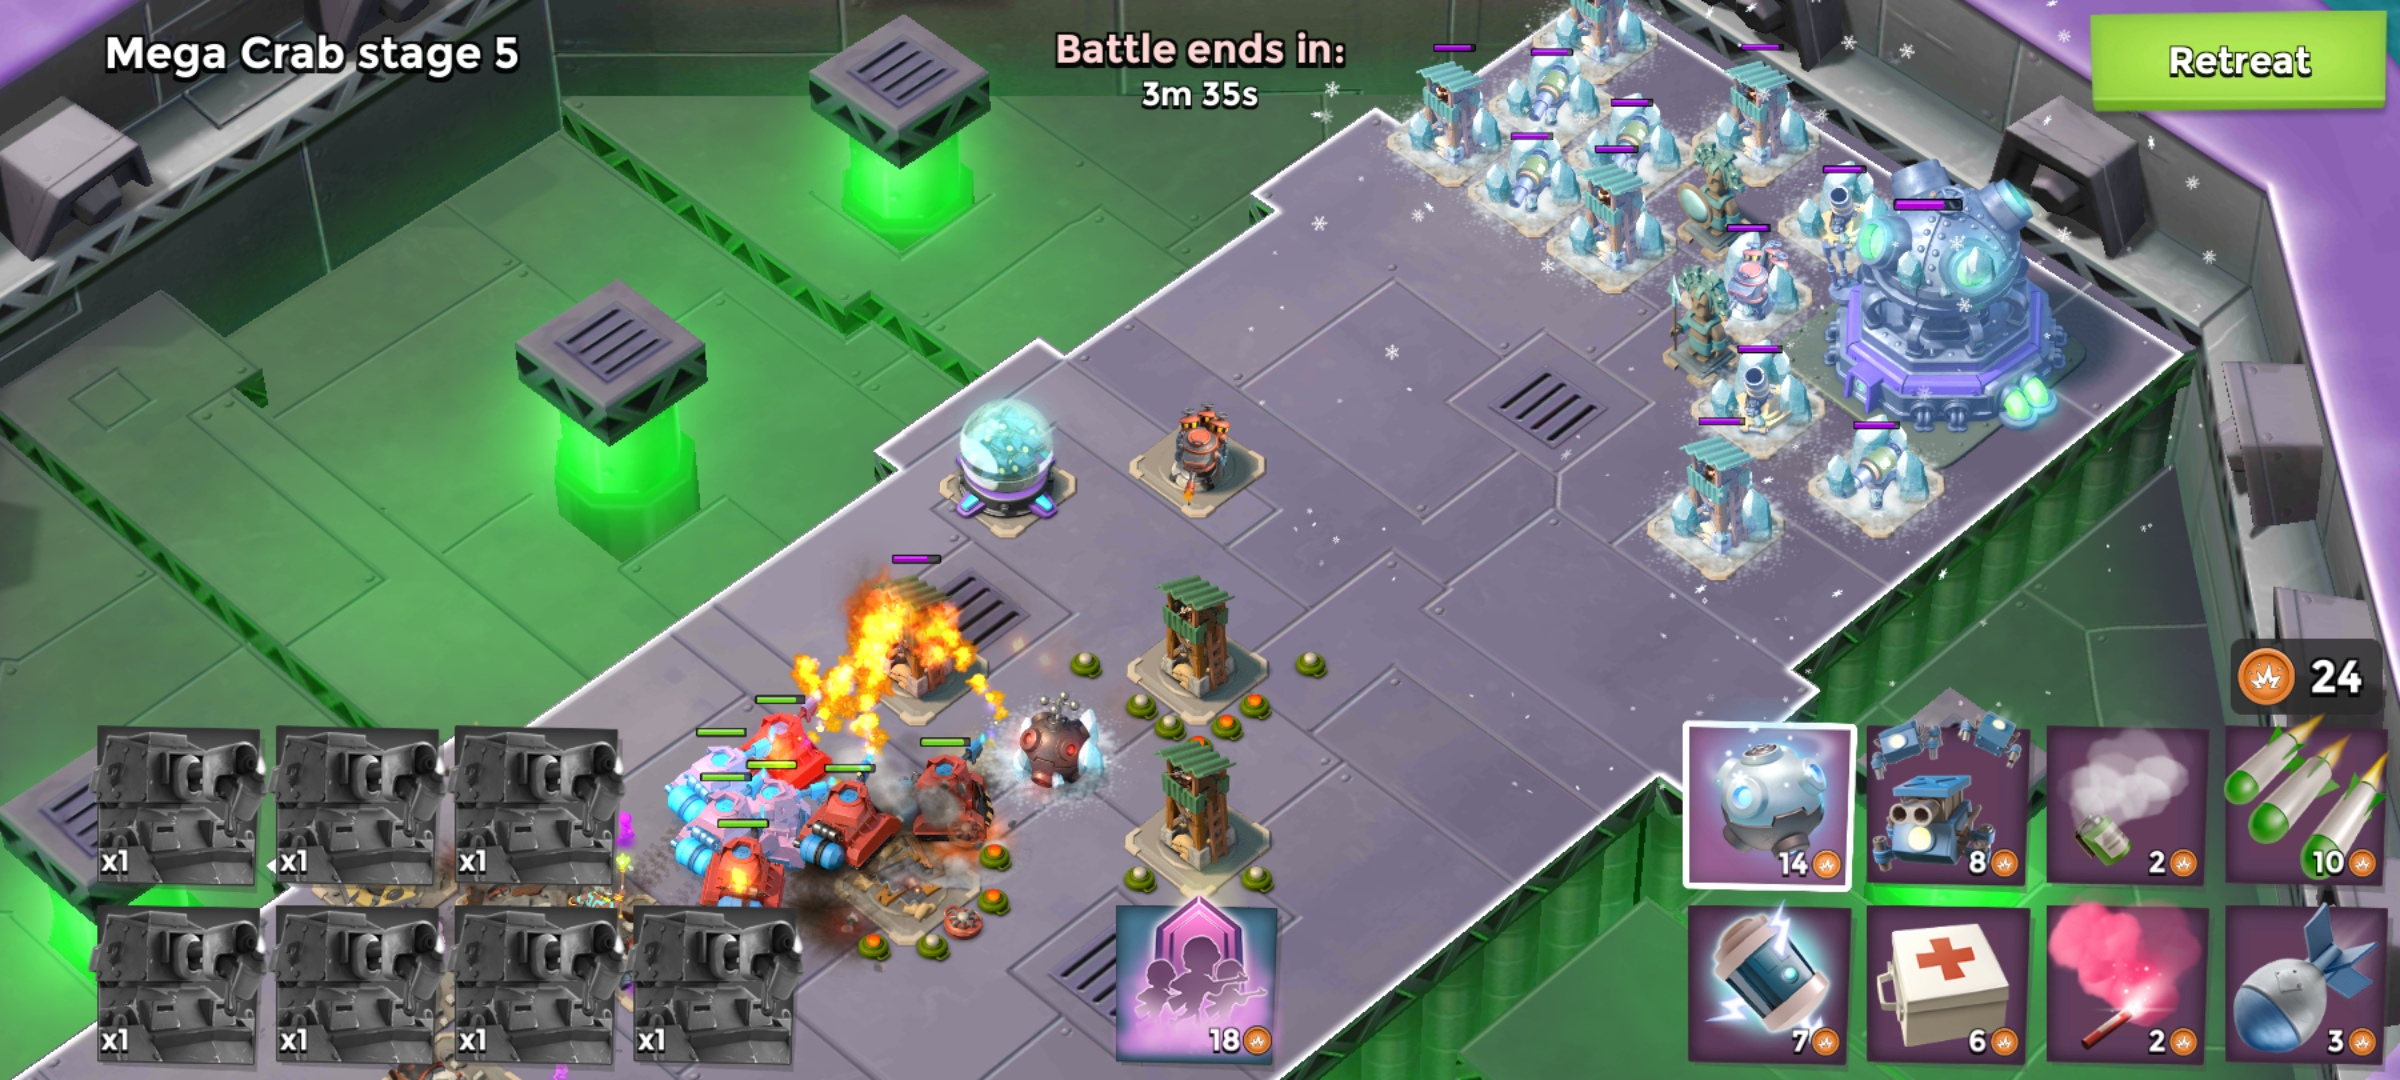 Mega Crab stage 5
Battle ends in:
3m 35s
Retreat
24
x1
x1
x1
14
8
2
10
x1
x1
x1
x1
18
7
6
2
3